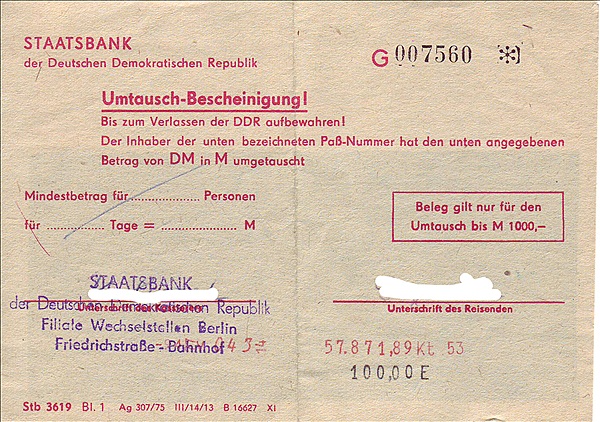 STAATSBANK
der Deutschen Demokratischen Republik
G 007560 *
Umtausch-Bescheinigung!
Bis zum Verlassen der DDR aufbewahren!
Der Inhaber der unten bezeichneten Paß-Nummer hat den unten angegebenen
Betrag von DM in M umgetauscht
Mindestbetrag für .................... Personen
für ................ Tage = ..................... M
Beleg gilt nur für den
Umtausch bis M 1000,–
STAATSBANK
der Deutschen Demokratischen Republik
Filiale Wechselstellen Berlin
Friedrichstraße-Bahnhof
Unterschrift des Reisenden
57.871,89Kt 53
100,00E
Stb 3619 Bl. 1 Ag 307/75 III/14/13 B 16627 XI